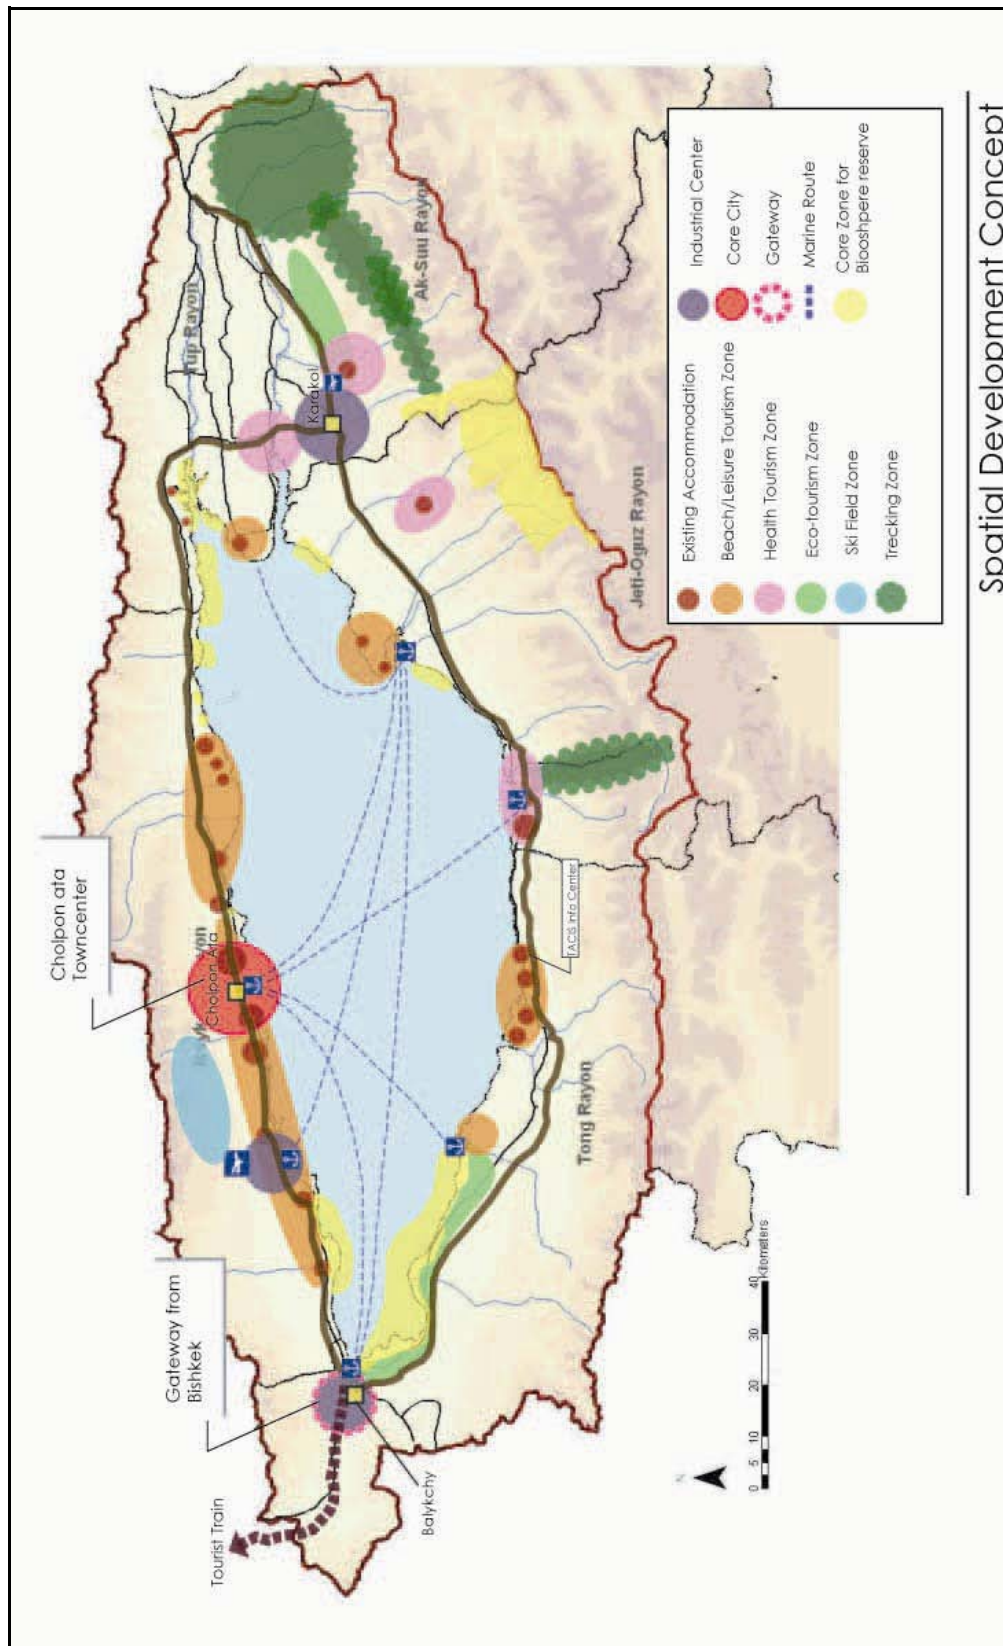 Spatial Development Concept
Tourist Train
Gateway from
Bishkek
Balykchy
Cholpon ata
Towncenter
Cholpon Ata
Tup Rayon
Karakol
Ak-Suu Rayon
Jeti-Oguz Rayon
Tong Rayon
TACIS Info Center
N
0 5 10 20 30 40
Kilometers
Existing Accommodation
Beach/Leisure Tourism Zone
Health Tourism Zone
Eco-tourism Zone
Ski Field Zone
Trecking Zone
Industrial Center
Core City
Gateway
Marine Route
Core Zone for
Biooshpere reserve